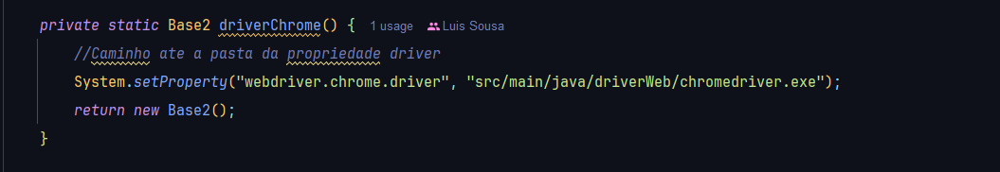 private static Base2 driverChrome() { 1 usage Luis Sousa
//Caminho ate a pasta da propriedade driver
System.setProperty("webdriver.chrome.driver", "src/main/java/driverWeb/chromedriver.exe");
return new Base2();
}